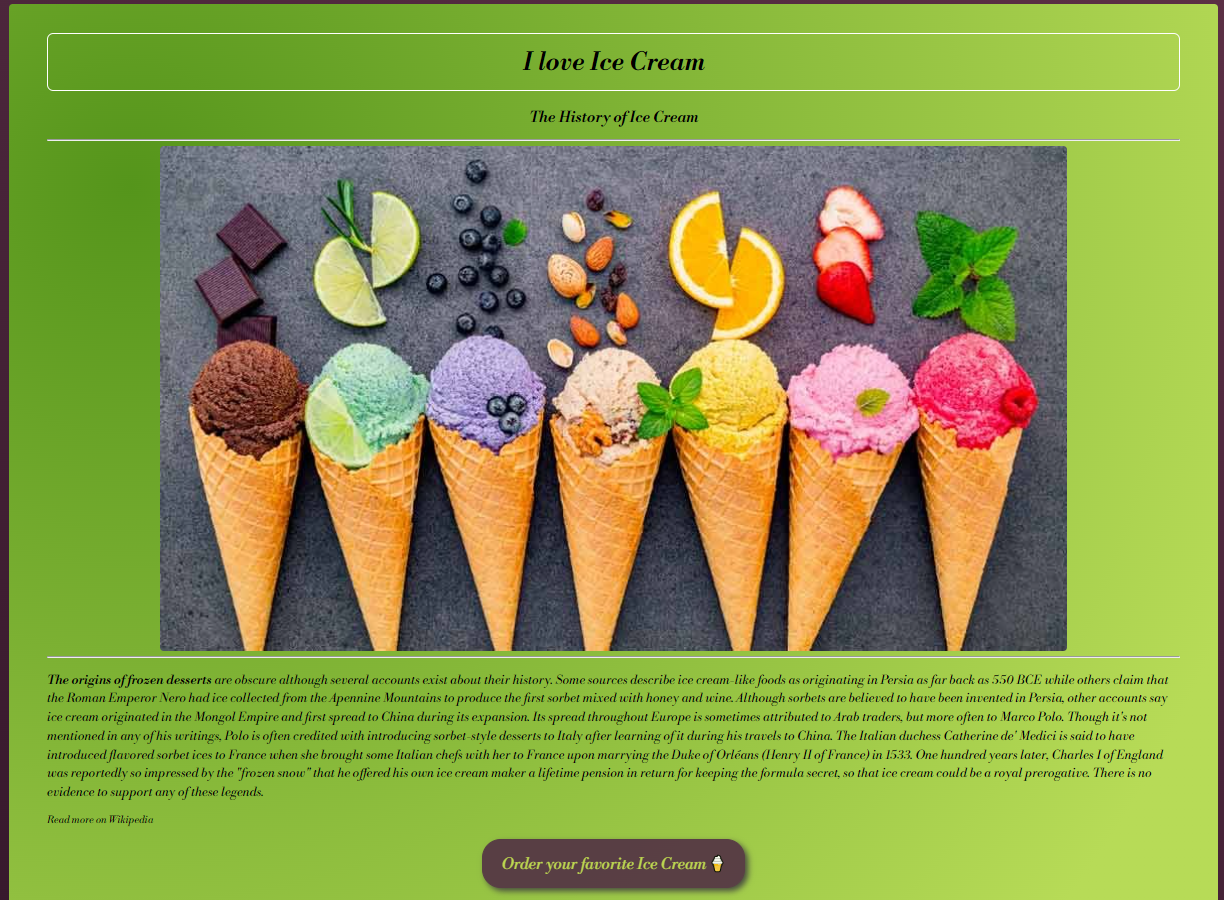 I love Ice Cream
The History of Ice Cream
The origins of frozen desserts are obscure although several accounts exist about their history. Some sources describe ice cream-like foods as originating in Persia as far back as 550 BCE while others claim that
the Roman Emperor Nero had ice collected from the Apennine Mountains to produce the first sorbet mixed with honey and wine. Although sorbets are believed to have been invented in Persia, other accounts say
ice cream originated in the Mongol Empire and first spread to China during its expansion. Its spread throughout Europe is sometimes attributed to Arab traders, but more often to Marco Polo. Though it's not
mentioned in any of his writings, Polo is often credited with introducing sorbet-style desserts to Italy after learning of it during his travels to China. The Italian duchess Catherine de' Medici is said to have
introduced flavored sorbet ices to France when she brought some Italian chefs with her to France upon marrying the Duke of Orléans (Henry II of France) in 1533. One hundred years later, Charles I of England
was reportedly so impressed by the "frozen snow" that he offered his own ice cream maker a lifetime pension in return for keeping the formula secret, so that ice cream could be a royal prerogative. There is no
evidence to support any of these legends.
Read more on Wikipedia
Order your favorite Ice Cream 🍦